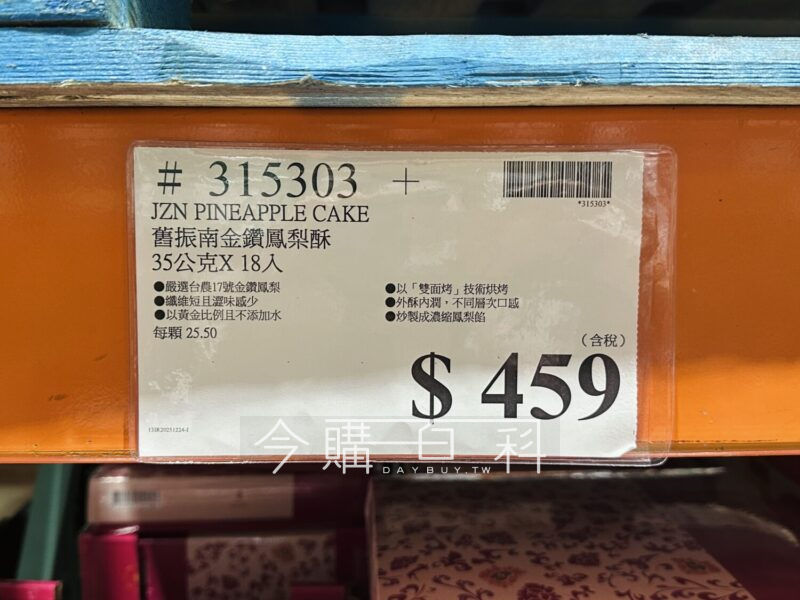 # 315303 +
*315303*
JZN PINEAPPLE CAKE
舊振南金鑽鳳梨酥
35公克X 18入
●嚴選台農17號金鑽鳳梨
●纖維短且澀味感少
●以黃金比例且不添加水
每顆 25.50
●以「雙面烤」技術烘烤
●外酥內潤，不同層次口感
●炒製成濃縮鳳梨餡
（含稅）
$ 459
今購百科
DAYBUY.TW